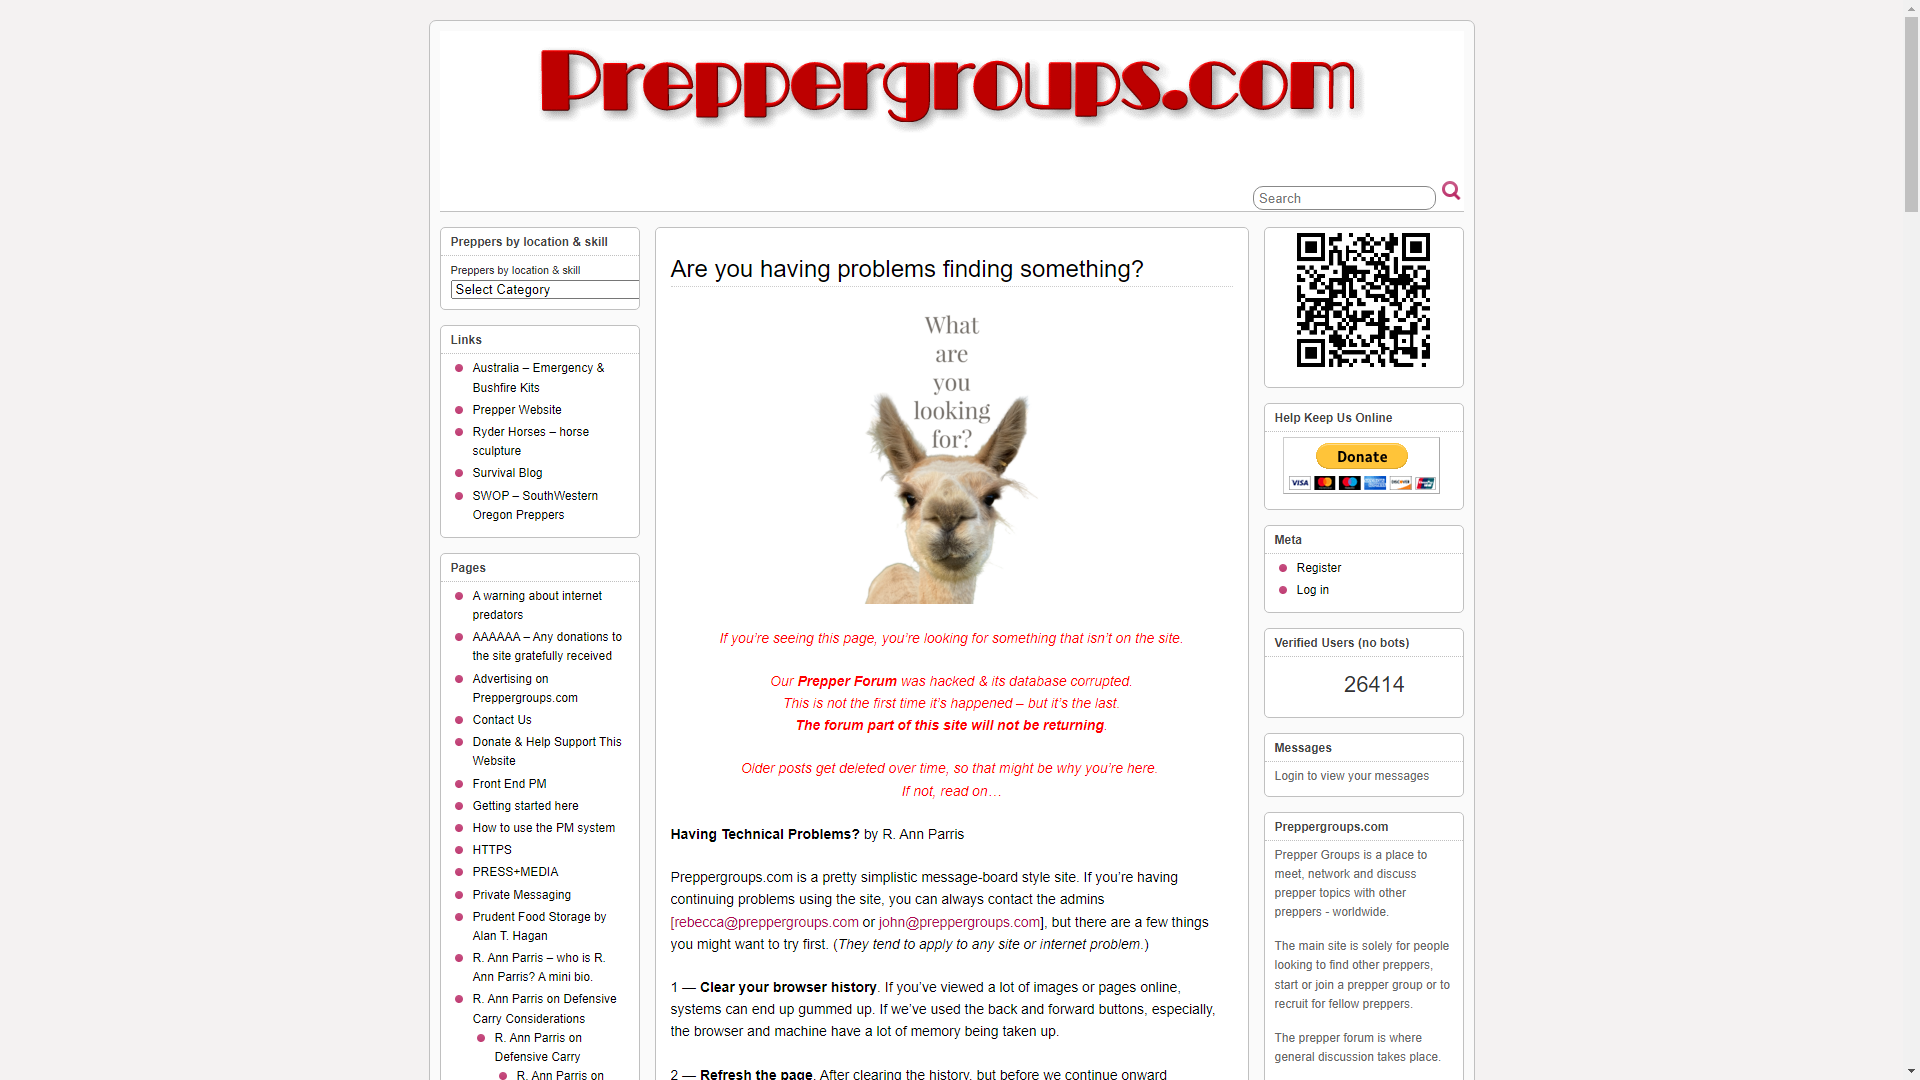 Preppergroups.com
Search
Preppers by location & skill
Preppers by location & skill
Select Category
Links
Australia – Emergency &
Bushfire Kits
Prepper Website
Ryder Horses – horse
sculpture
Survival Blog
SWOP – SouthWestern
Oregon Preppers
Pages
A warning about internet
predators
AAAAAA – Any donations to
the site gratefully received
Advertising on
Preppergroups.com
Contact Us
Donate & Help Support This
Website
Front End PM
Getting started here
How to use the PM system
HTTPS
PRESS+MEDIA
Private Messaging
Prudent Food Storage by
Alan T. Hagan
R. Ann Parris – who is R.
Ann Parris? A mini bio.
R. Ann Parris on Defensive
Carry Considerations
R. Ann Parris on
Defensive Carry
R. Ann Parris on
Are you having problems finding something?
What
are
you
looking
for?
If you're seeing this page, you're looking for something that isn't on the site.
Our Prepper Forum was hacked & its database corrupted.
This is not the first time it's happened – but it's the last.
The forum part of this site will not be returning.
Older posts get deleted over time, so that might be why you're here.
If not, read on…
Having Technical Problems? by R. Ann Parris
Preppergroups.com is a pretty simplistic message-board style site. If you're having
continuing problems using the site, you can always contact the admins
[rebecca@preppergroups.com or john@preppergroups.com], but there are a few things
you might want to try first. (They tend to apply to any site or internet problem.)
1 — Clear your browser history. If you've viewed a lot of images or pages online,
systems can end up gummed up. If we've used the back and forward buttons, especially,
the browser and machine have a lot of memory being taken up.
2 — Refresh the page. After clearing the history, but before we continue onward
Help Keep Us Online
Donate
VISA
DISCOVER
Meta
Register
Log in
Verified Users (no bots)
26414
Messages
Login to view your messages
Preppergroups.com
Prepper Groups is a place to
meet, network and discuss
prepper topics with other
preppers - worldwide.
The main site is solely for people
looking to find other preppers,
start or join a prepper group or to
recruit for fellow preppers.
The prepper forum is where
general discussion takes place.